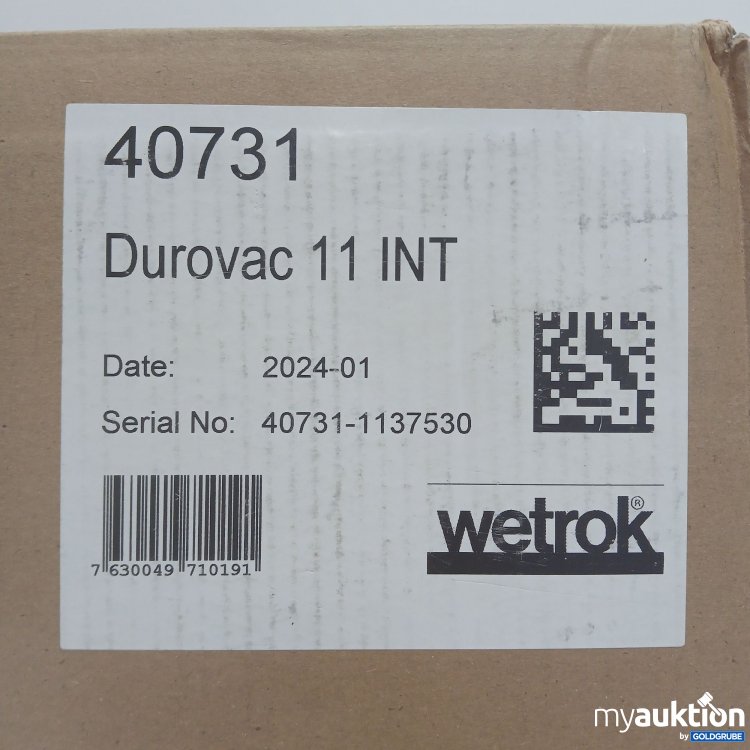 40731
Durovac 11 INT
Date: 2024-01
Serial No: 40731-1137530
7 630049 710191
wetrok®
myauktion
by GOLDGRUBE